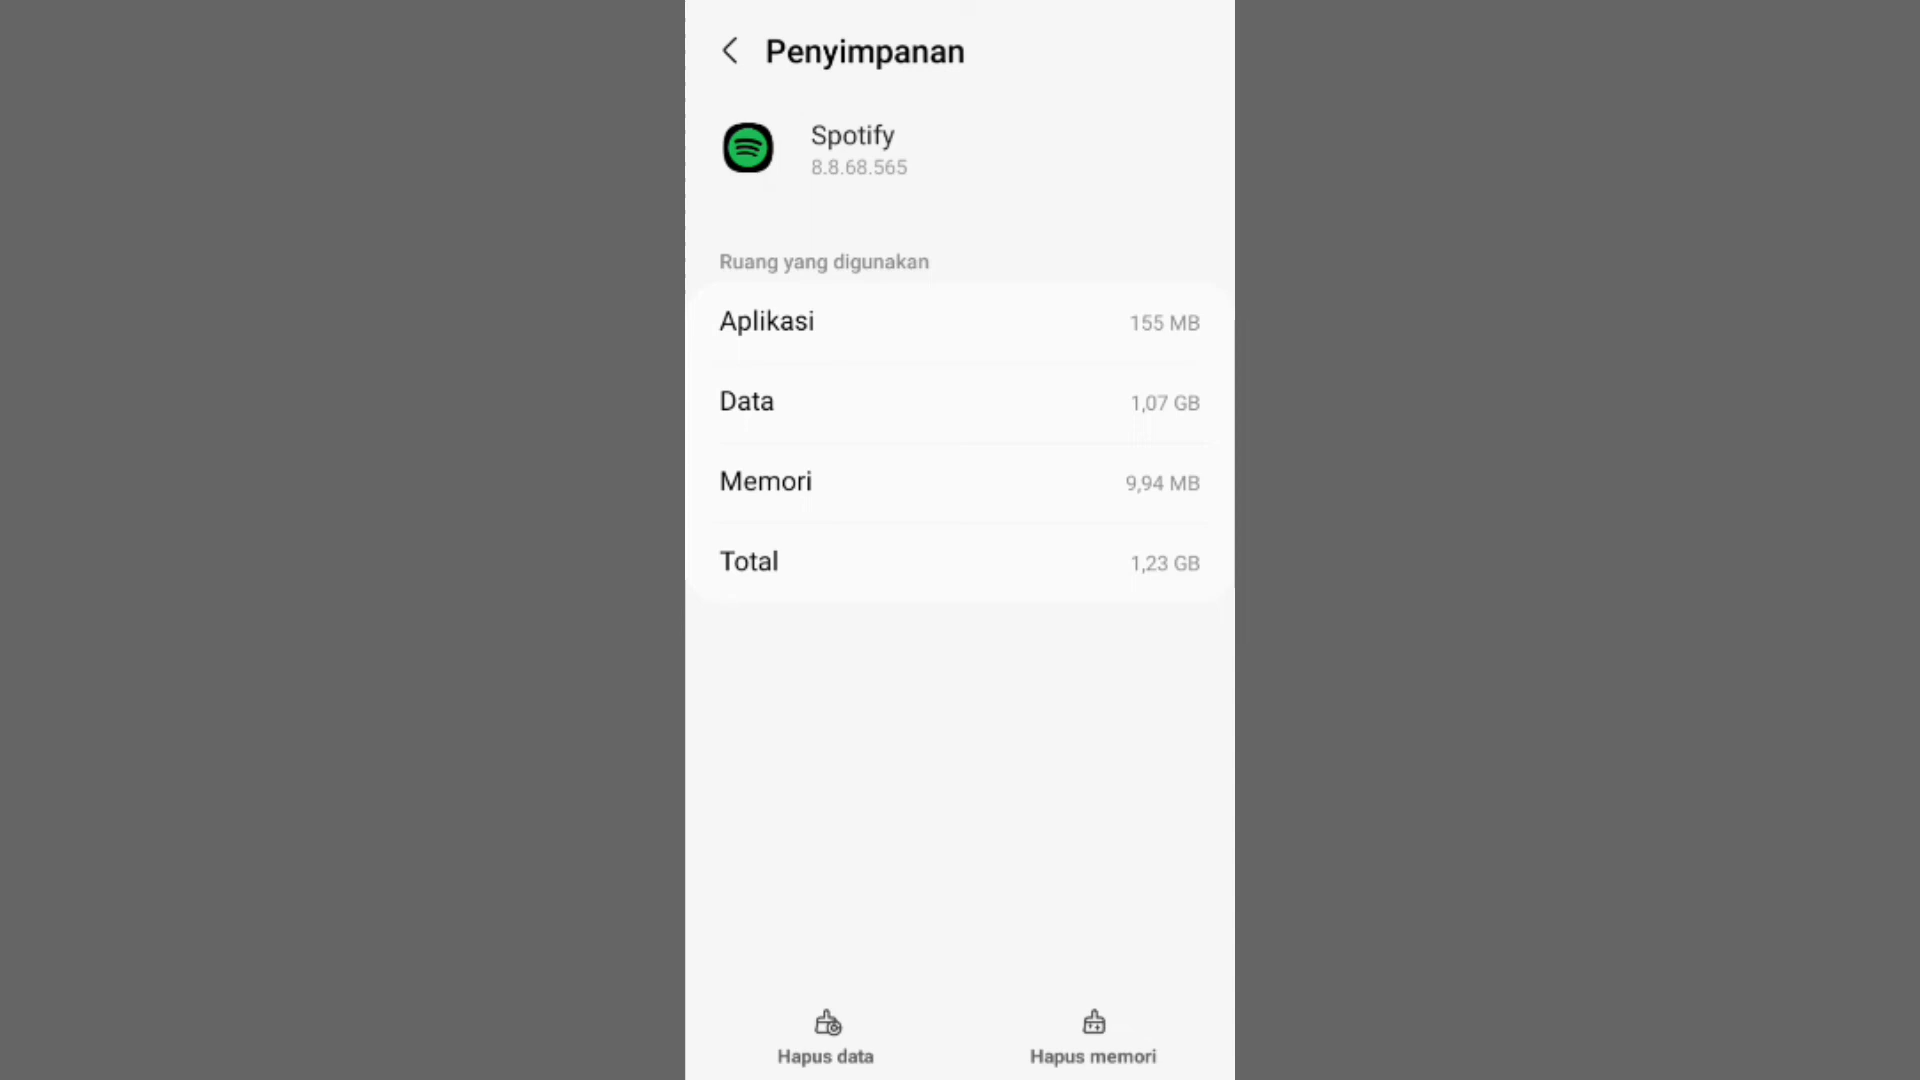 Penyimpanan
Spotify
8.8.68.565
Ruang yang digunakan
Aplikasi 155 MB
Data 1,07 GB
Memori 9,94 MB
Total 1,23 GB
Hapus data Hapus memori